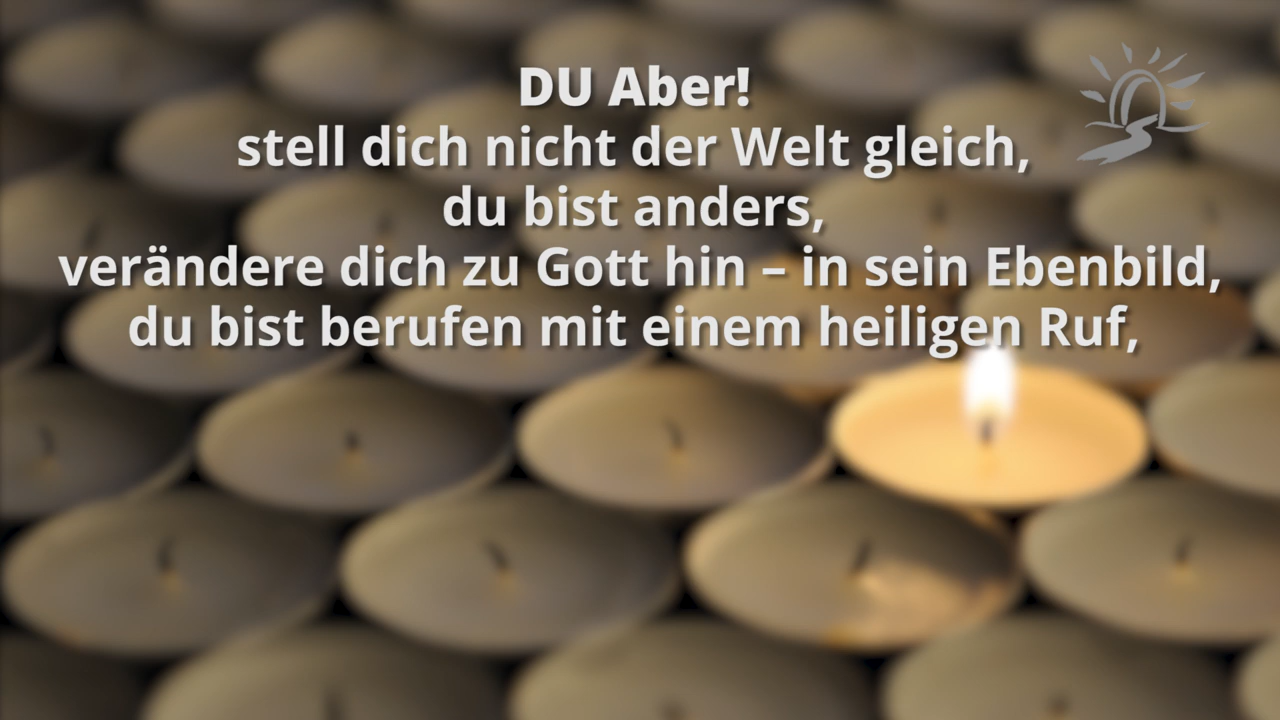 DU Aber!
stell dich nicht der Welt gleich,
du bist anders,
verändere dich zu Gott hin – in sein Ebenbild,
du bist berufen mit einem heiligen Ruf,